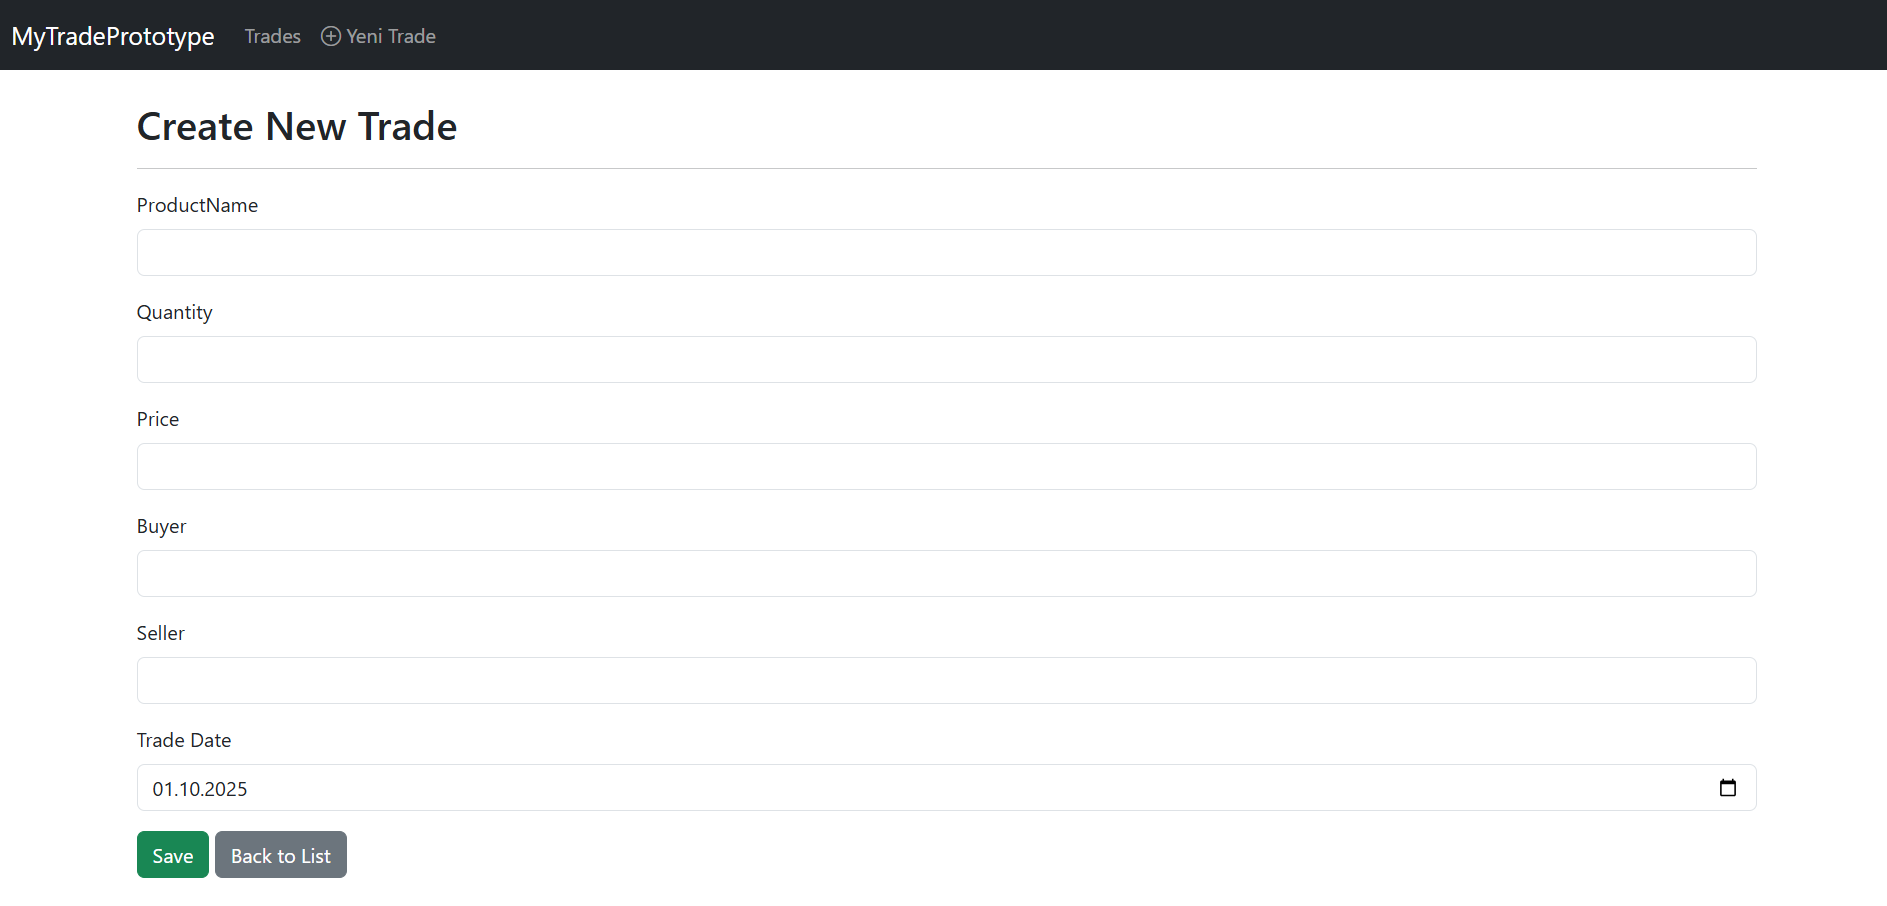 MyTradePrototype Trades Yeni Trade
Create New Trade
ProductName
Quantity
Price
Buyer
Seller
Trade Date
01.10.2025
Save Back to List